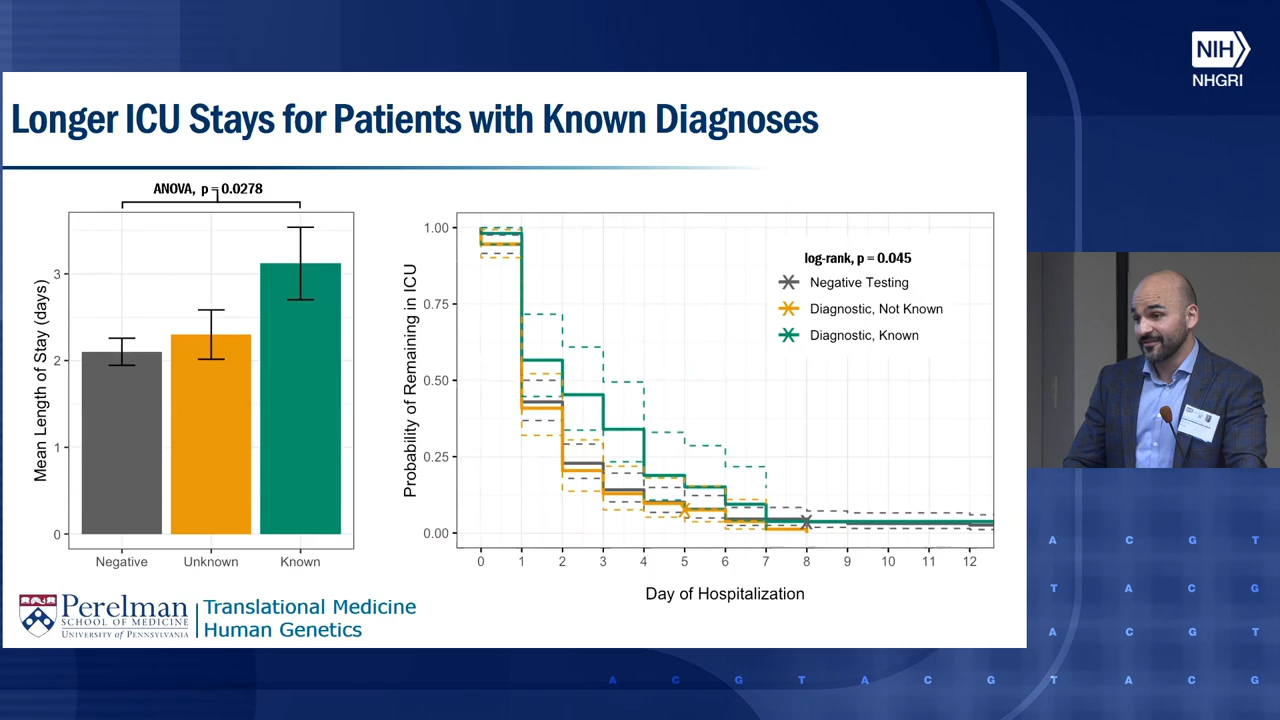 NIH
NHGRI
Longer ICU Stays for Patients with Known Diagnoses
ANOVA, p = 0.0278
Mean Length of Stay (days)
3
2
1
0
Negative Unknown Known
Probability of Remaining in ICU
1.00
0.75
0.50
0.25
0.00
log-rank, p = 0.045
Negative Testing
Diagnostic, Not Known
Diagnostic, Known
0 1 2 3 4 5 6 7 8 9 10 11 12
Day of Hospitalization
Perelman
SCHOOL OF MEDICINE
UNIVERSITY of PENNSYLVANIA
Translational Medicine
Human Genetics
A C G T
T A C G
A C G T
A C G T A C G T A C G